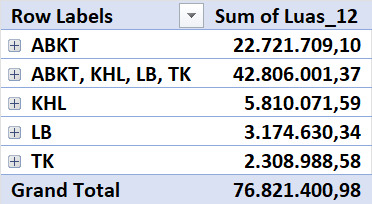 Row Labels Sum of Luas_12
ABKT 22.721.709,10
ABKT, KHL, LB, TK 42.806.001,37
KHL 5.810.071,59
LB 3.174.630,34
TK 2.308.988,58
Grand Total 76.821.400,98